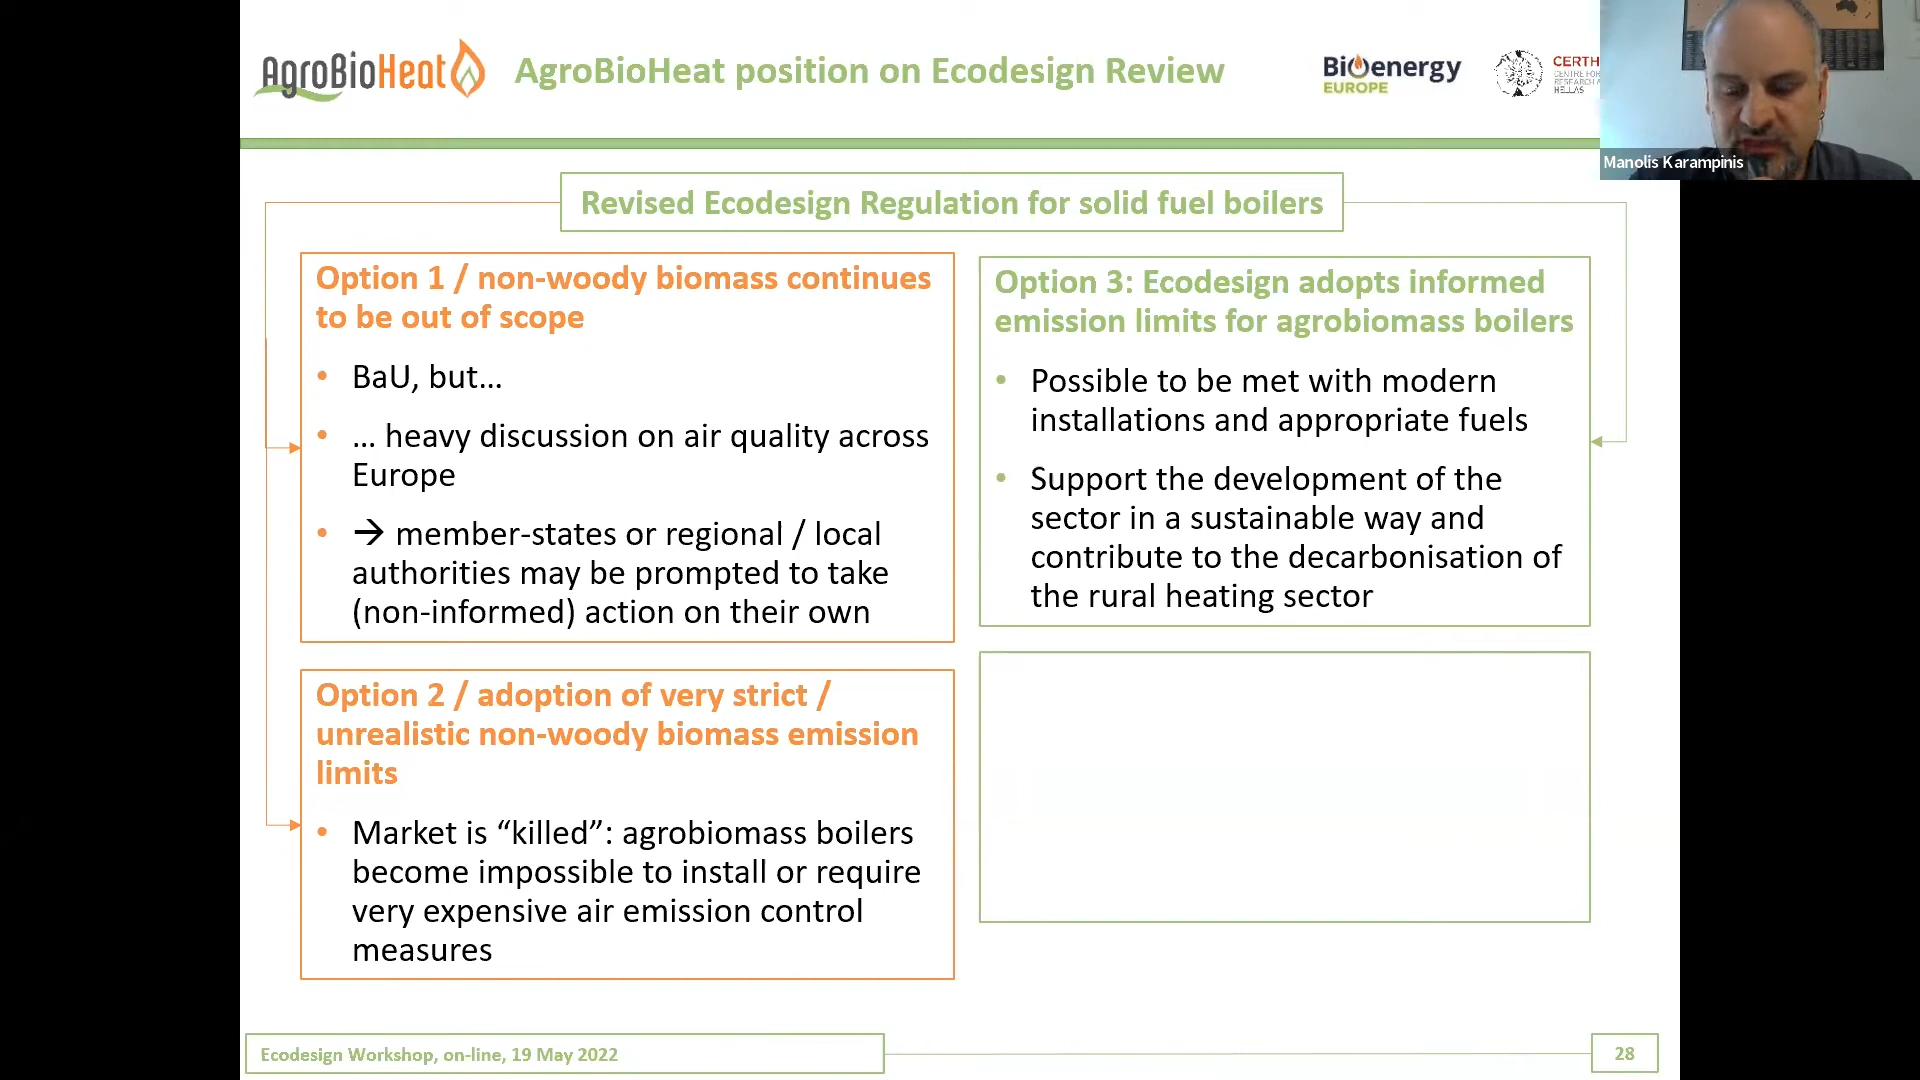 AgroBioHeat
AgroBioHeat position on Ecodesign Review
Bioenergy
EUROPE
CERTH
CENTRE FOR
RESEARCH
HELLAS
Manolis Karampinis
Revised Ecodesign Regulation for solid fuel boilers
Option 1 / non-woody biomass continues
to be out of scope
• BaU, but…
• … heavy discussion on air quality across
Europe
• → member-states or regional / local
authorities may be prompted to take
(non-informed) action on their own
Option 2 / adoption of very strict /
unrealistic non-woody biomass emission
limits
• Market is “killed”: agrobiomass boilers
become impossible to install or require
very expensive air emission control
measures
Option 3: Ecodesign adopts informed
emission limits for agrobiomass boilers
• Possible to be met with modern
installations and appropriate fuels
• Support the development of the
sector in a sustainable way and
contribute to the decarbonisation of
the rural heating sector
Ecodesign Workshop, on-line, 19 May 2022
28